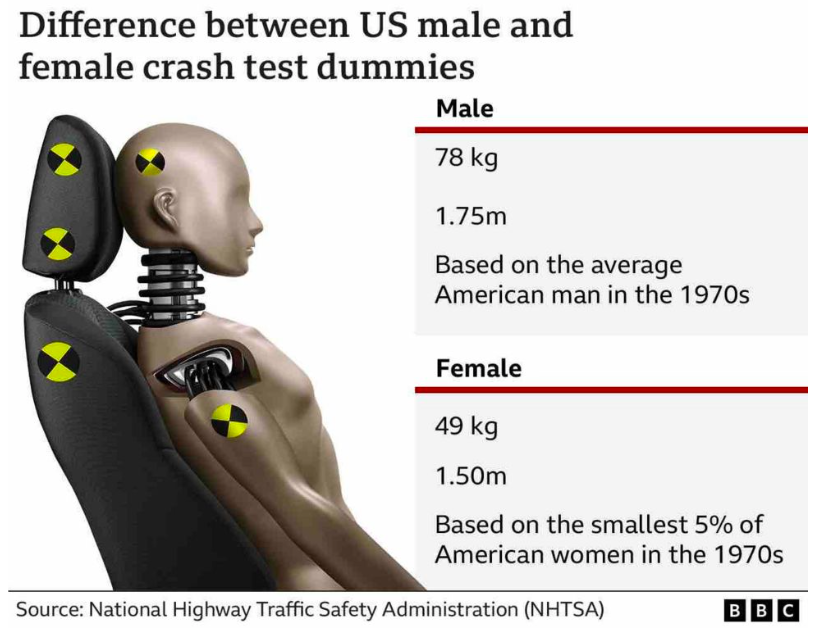 Difference between US male and
female crash test dummies
Male
78 kg
1.75m
Based on the average
American man in the 1970s
Female
49 kg
1.50m
Based on the smallest 5% of
American women in the 1970s
Source: National Highway Traffic Safety Administration (NHTSA)
BBC